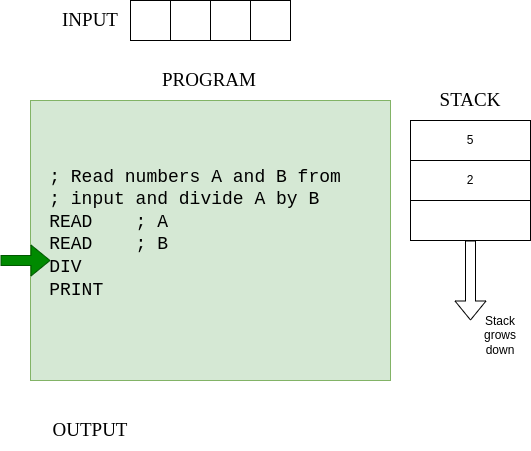 INPUT
PROGRAM
STACK
; Read numbers A and B from
; input and divide A by B
READ    ; A
READ    ; B
DIV
PRINT
5
2
Stack
grows
down
OUTPUT